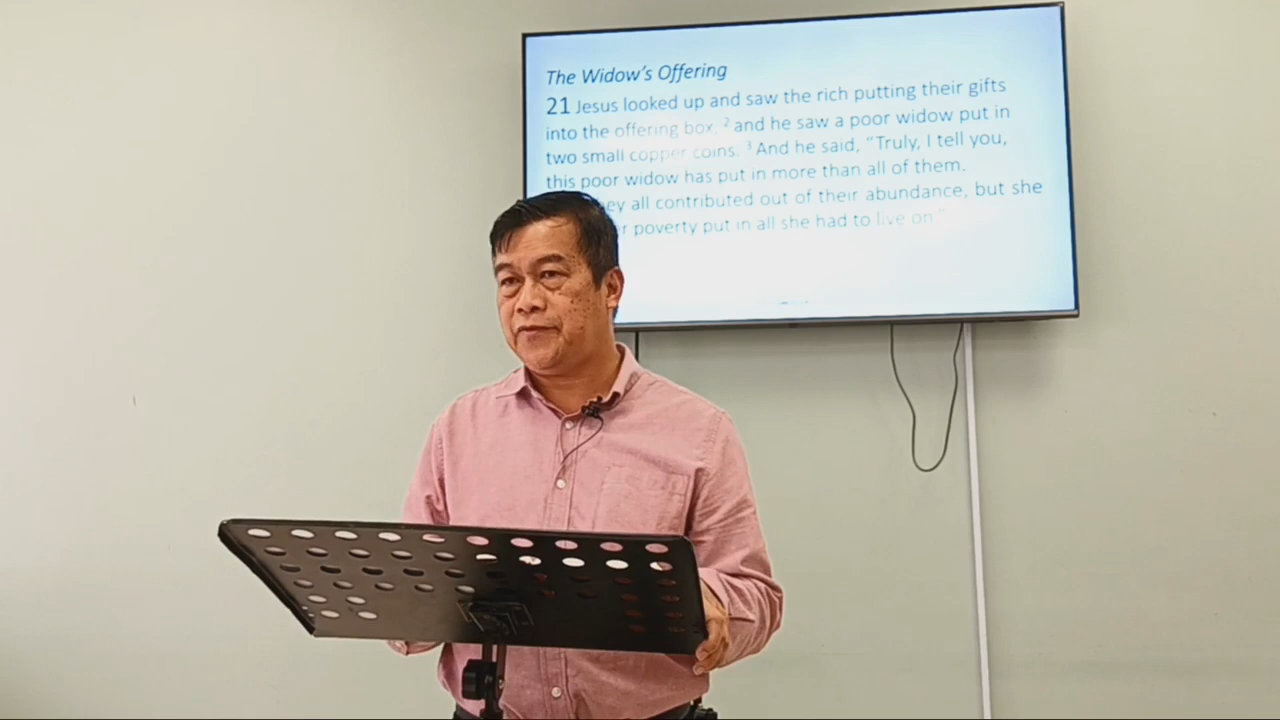 The Widow's Offering
21 Jesus looked up and saw the rich putting their gifts
into the offering box, 2 and he saw a poor widow put in
two small copper coins. 3 And he said, “Truly, I tell you,
this poor widow has put in more than all of them.
all contributed out of their abundance, but she
poverty put in all she had to live on.”